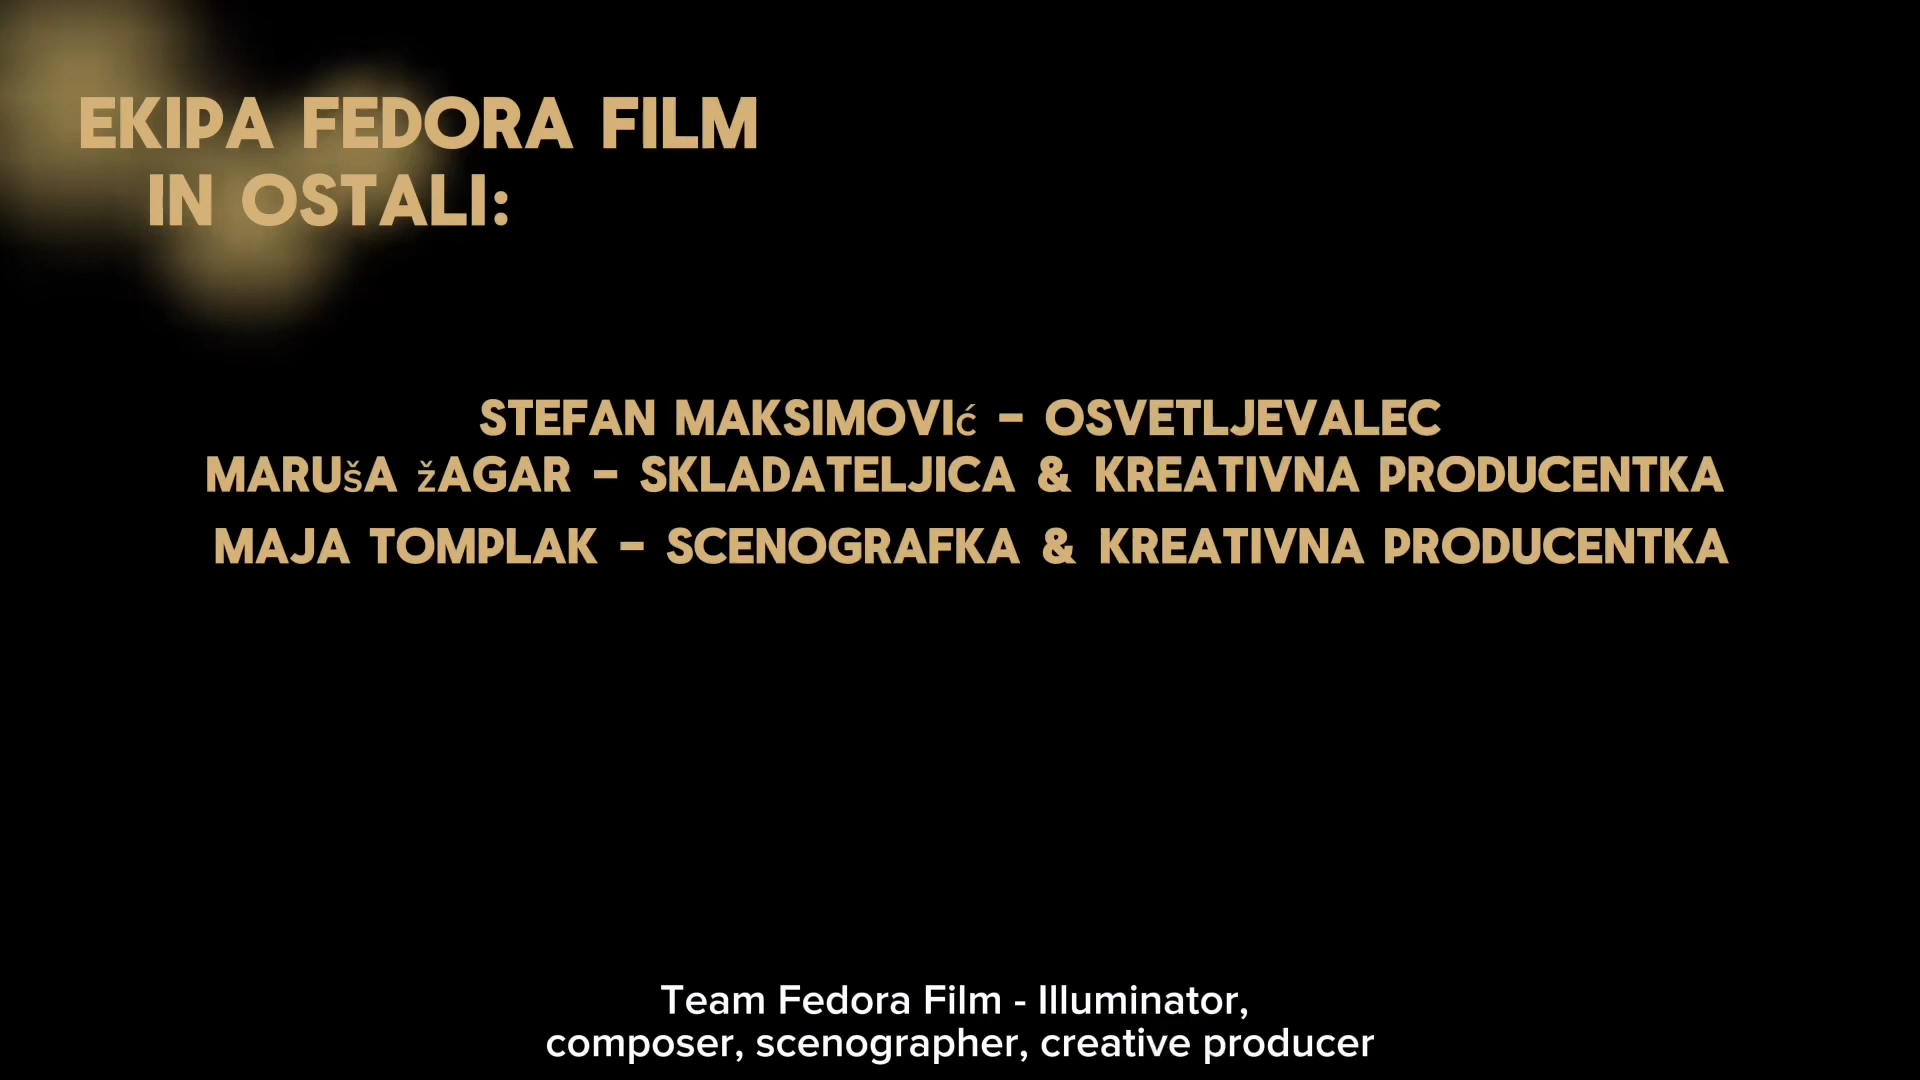 EKIPA FEDORA FILM
IN OSTALI:
STEFAN MAKSIMOVIć - OSVETLJEVALEC
MARUšA žAGAR - SKLADATELJICA & KREATIVNA PRODUCENTKA
MAJA TOMPLAK - SCENOGRAFKA & KREATIVNA PRODUCENTKA
Team Fedora Film - Illuminator,
composer, scenographer, creative producer